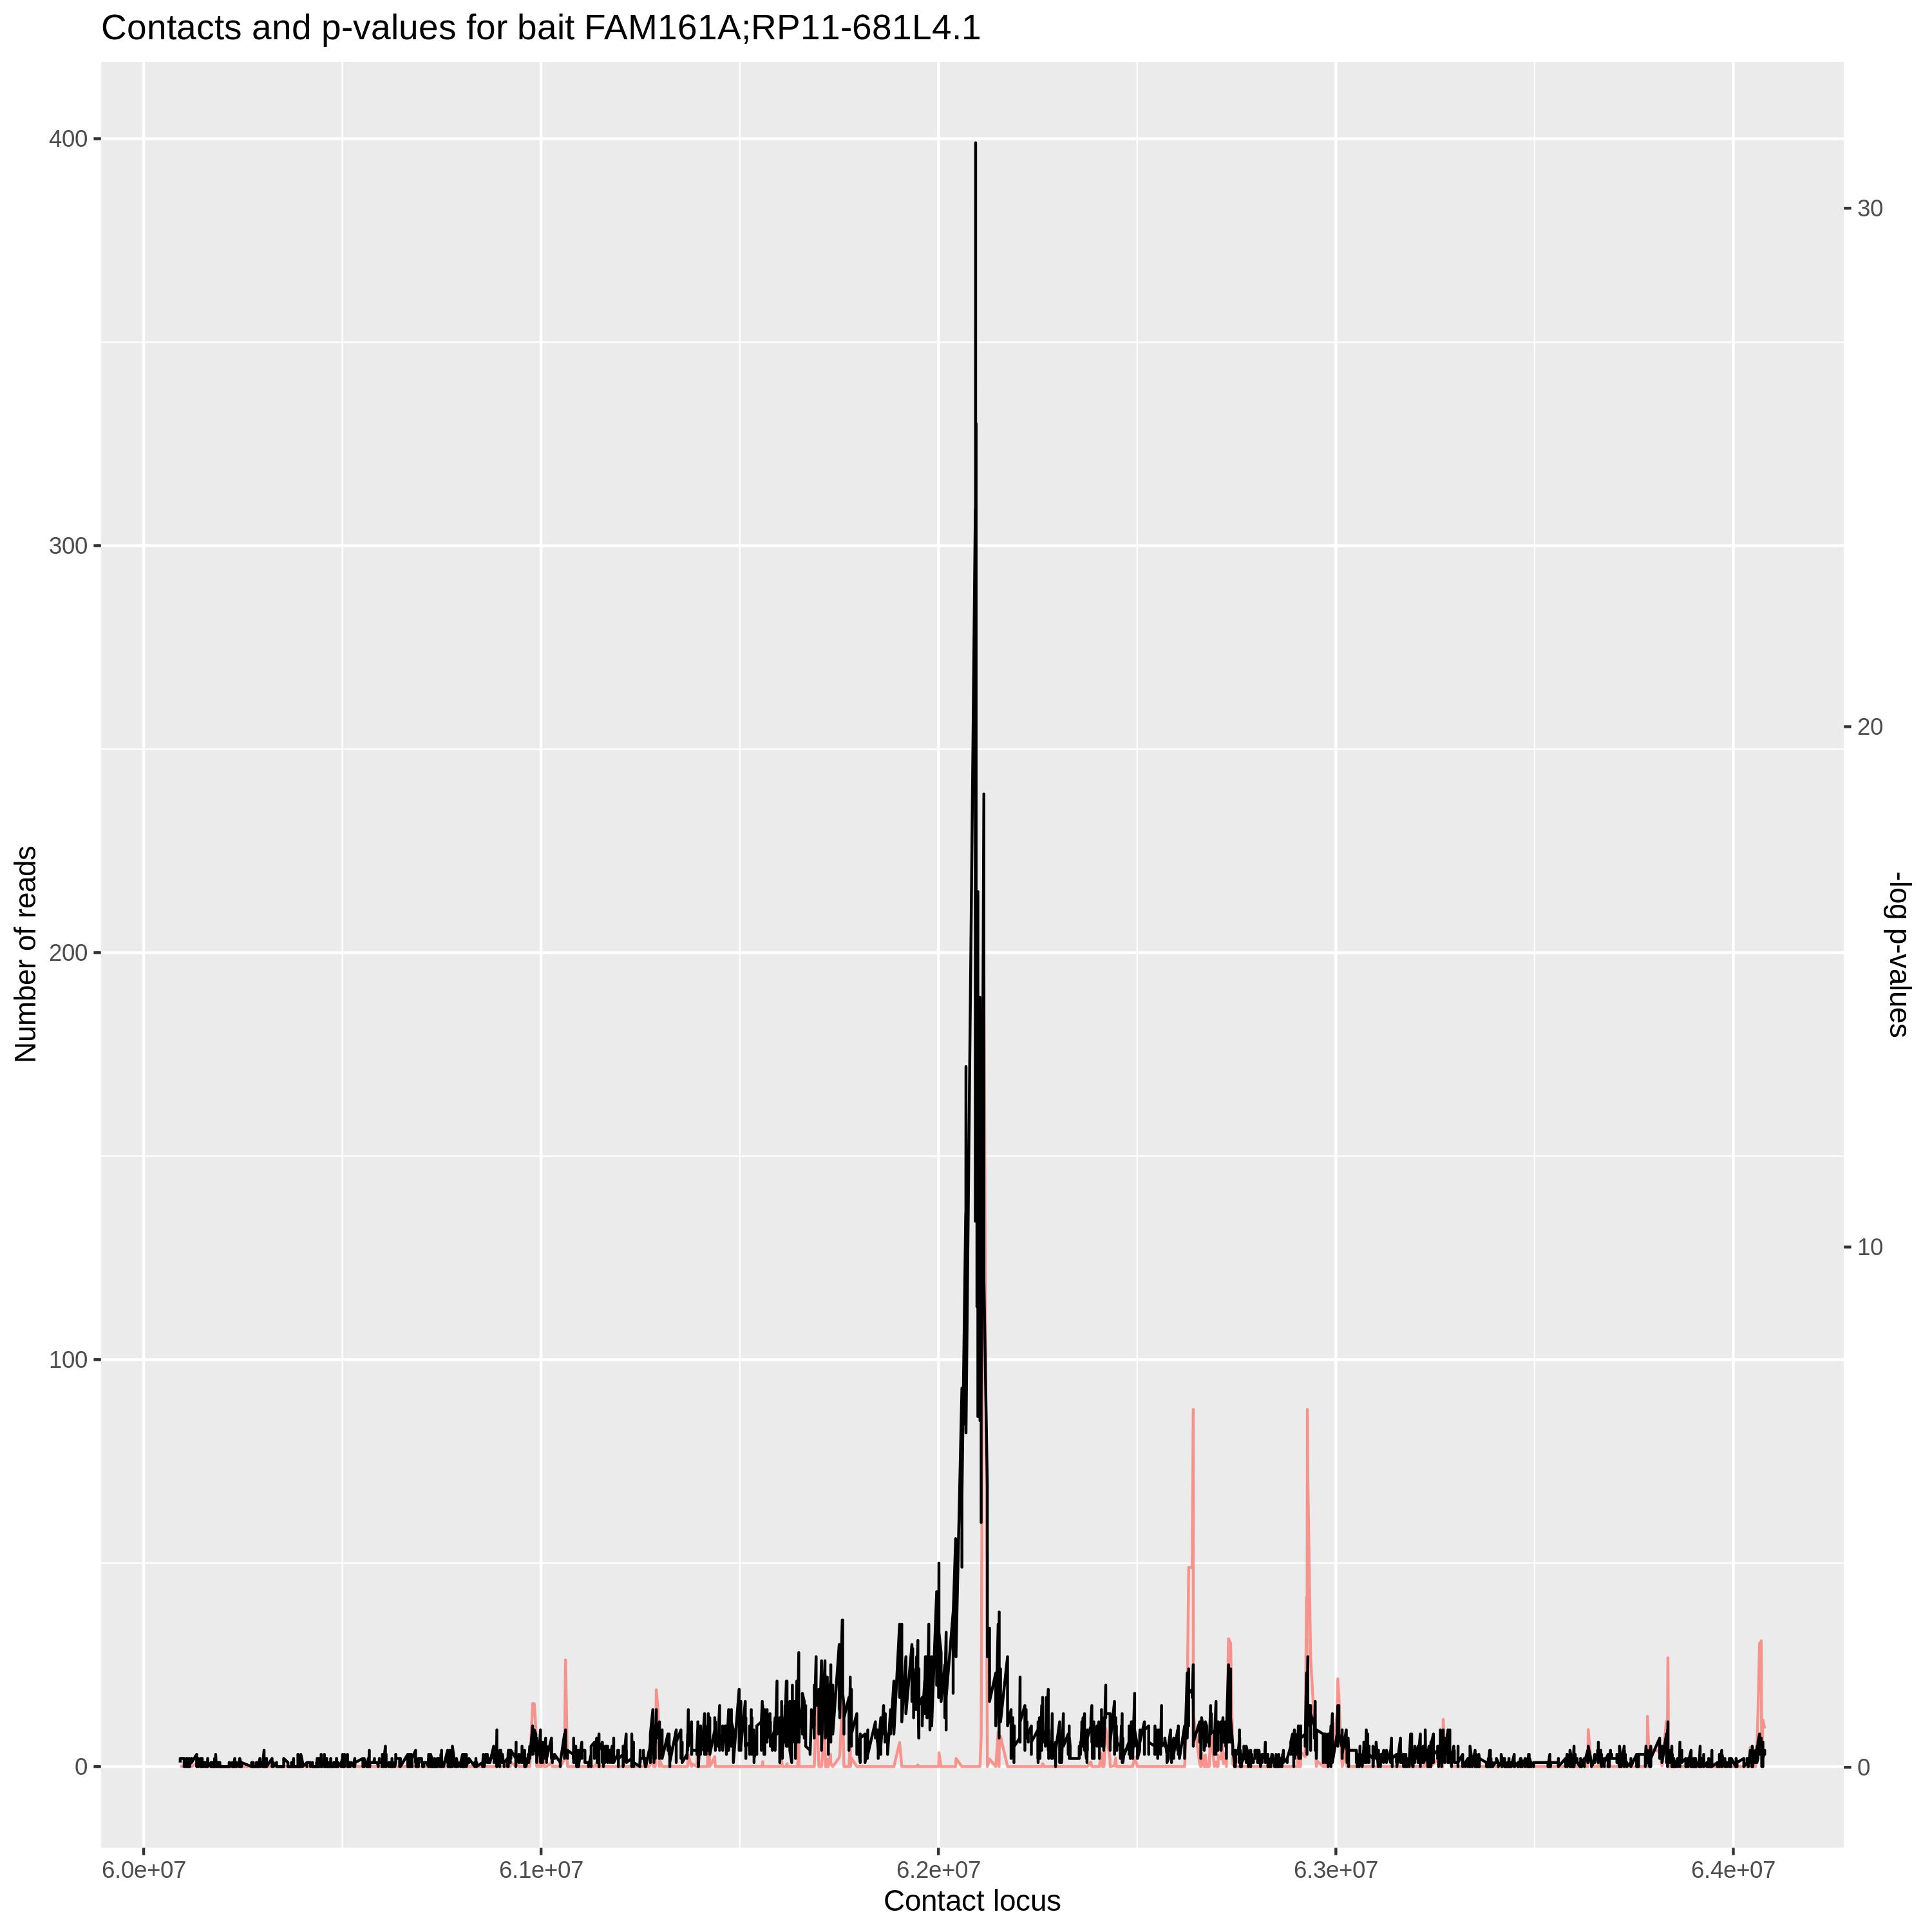 Contacts and p-values for bait FAM161A;RP11-681L4.1
400
300
200
100
0
Number of reads
30
20
10
0
-log p-values
6.0e+07
6.1e+07
6.2e+07
6.3e+07
6.4e+07
Contact locus